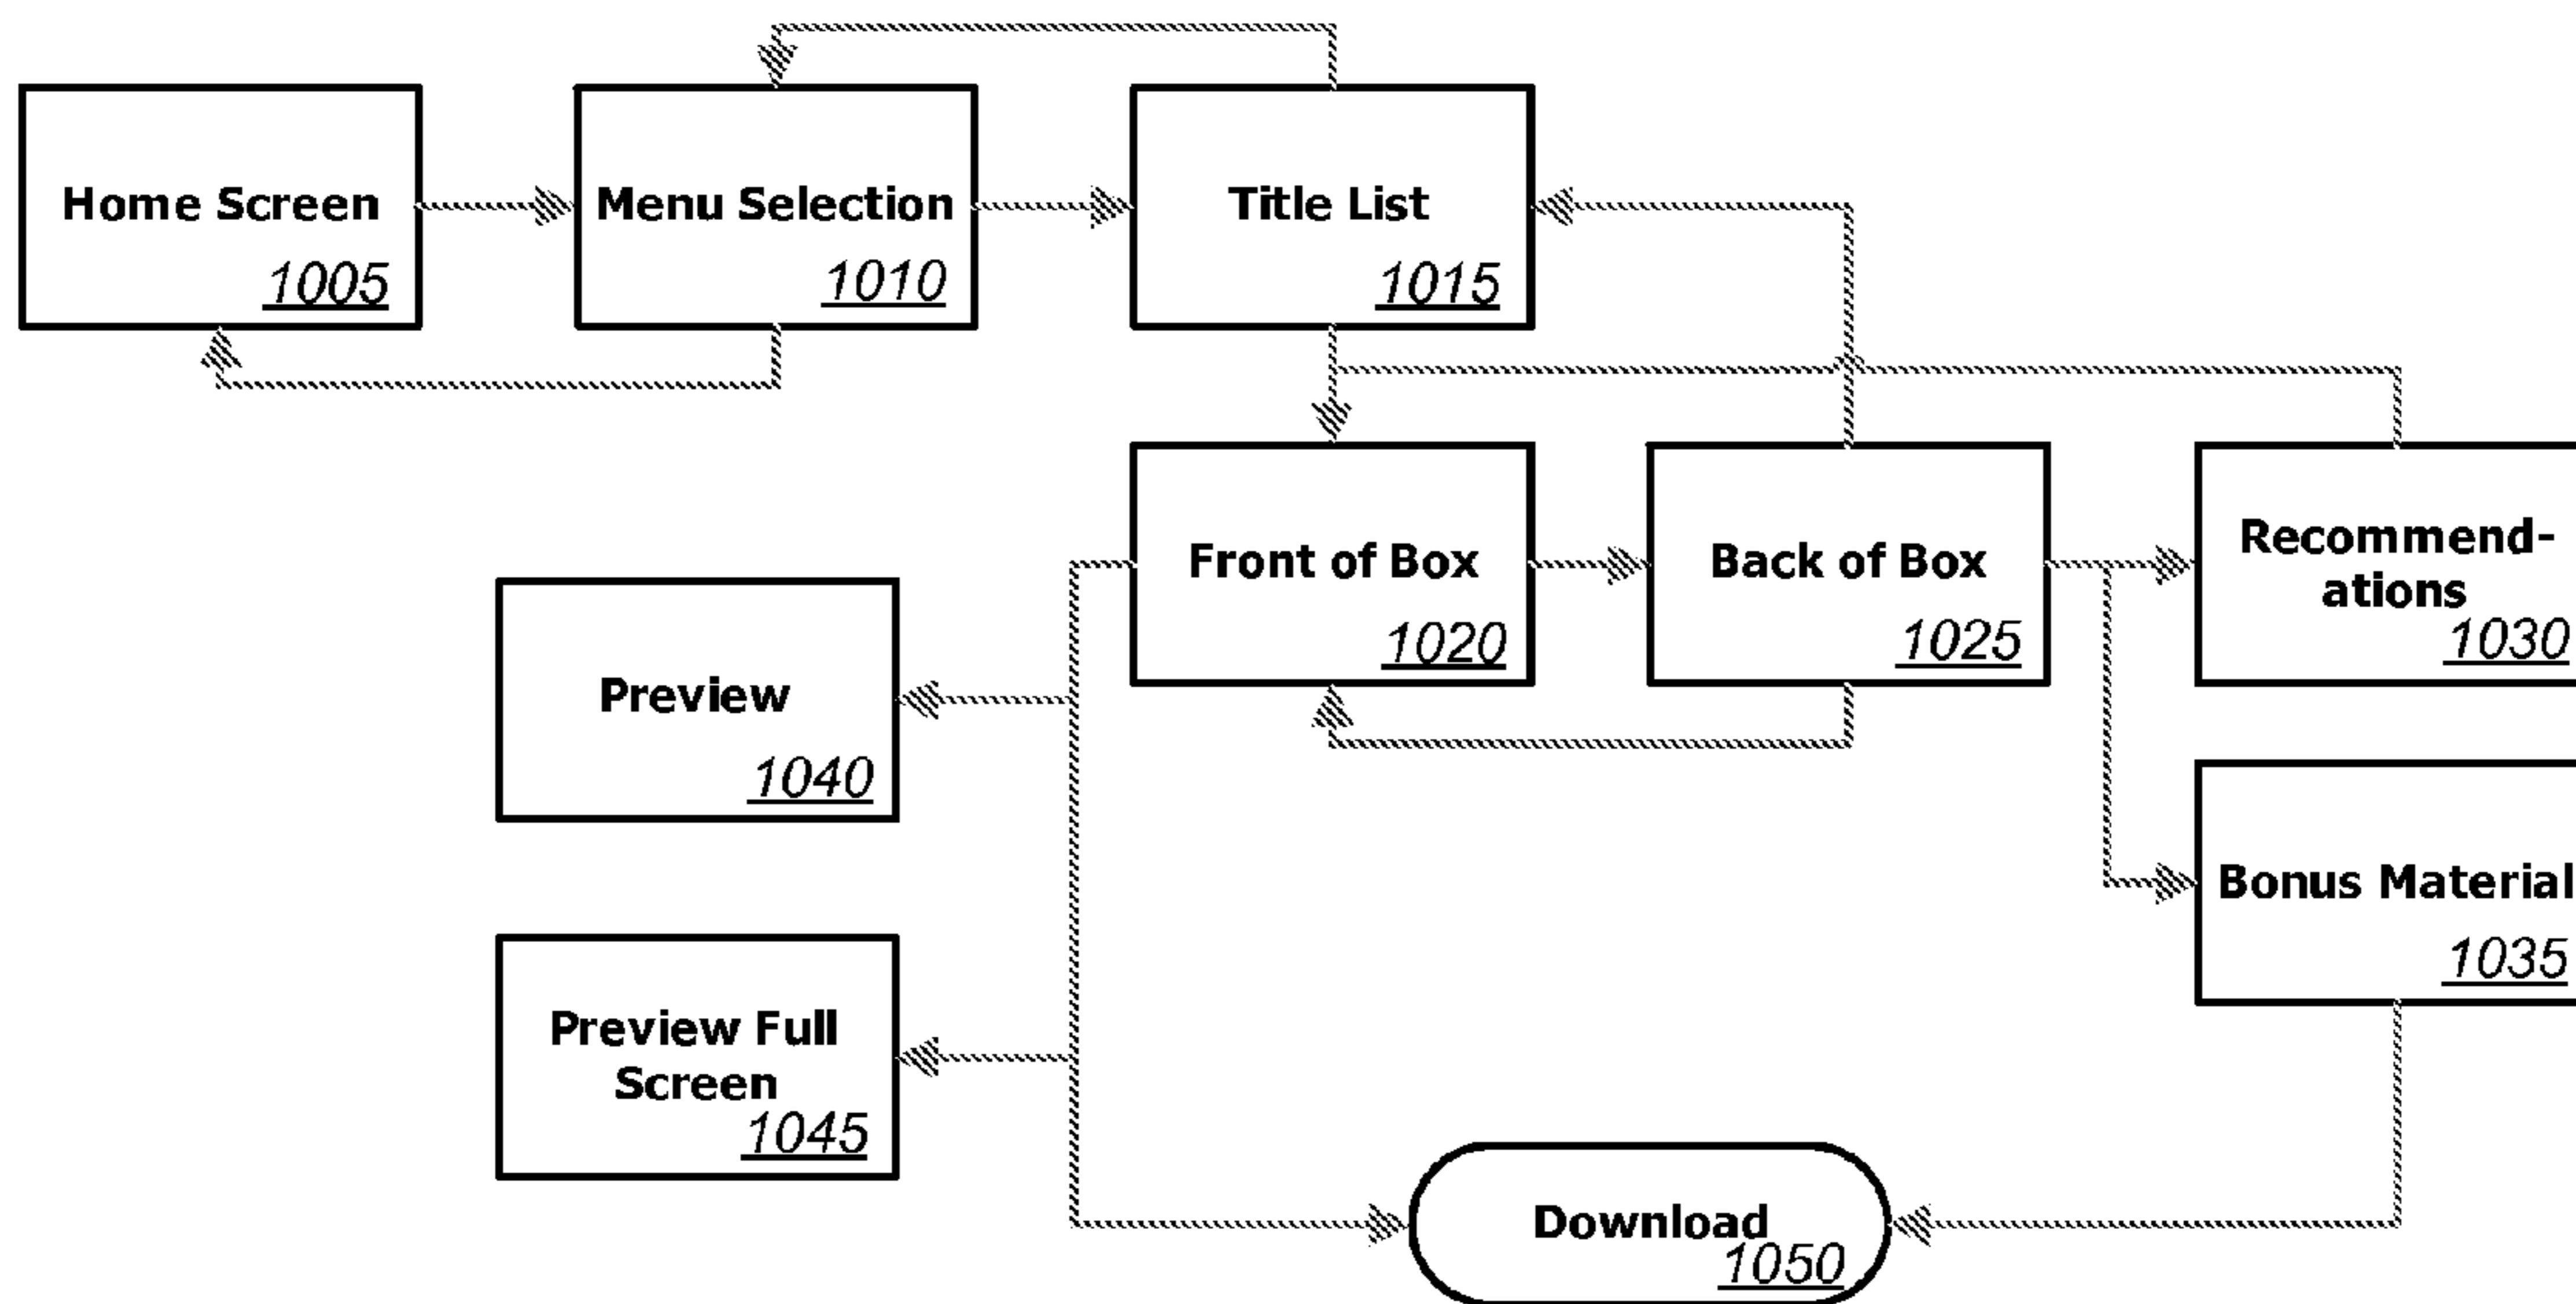 Home Screen
1005
Menu Selection
1010
Title List
1015
Front of Box
1020
Back of Box
1025
Recommend-
ations
1030
Preview
1040
Bonus Material
1035
Preview Full
Screen
1045
Download
1050